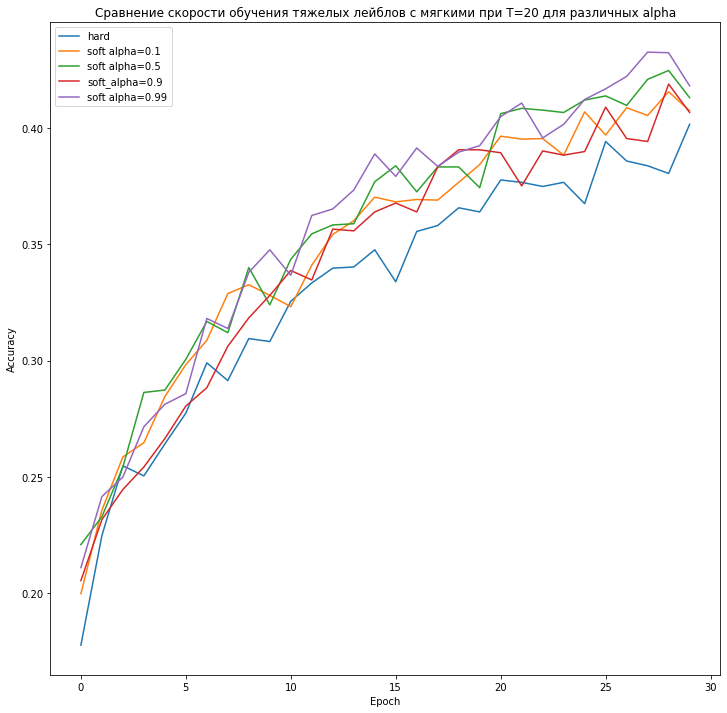 Сравнение скорости обучения тяжелых лейблов с мягкими при T=20 для различных alpha
hard
soft alpha=0.1
soft alpha=0.5
soft_alpha=0.9
soft alpha=0.99
0.40
0.35
0.30
0.25
0.20
Accuracy
0 5 10 15 20 25 30
Epoch